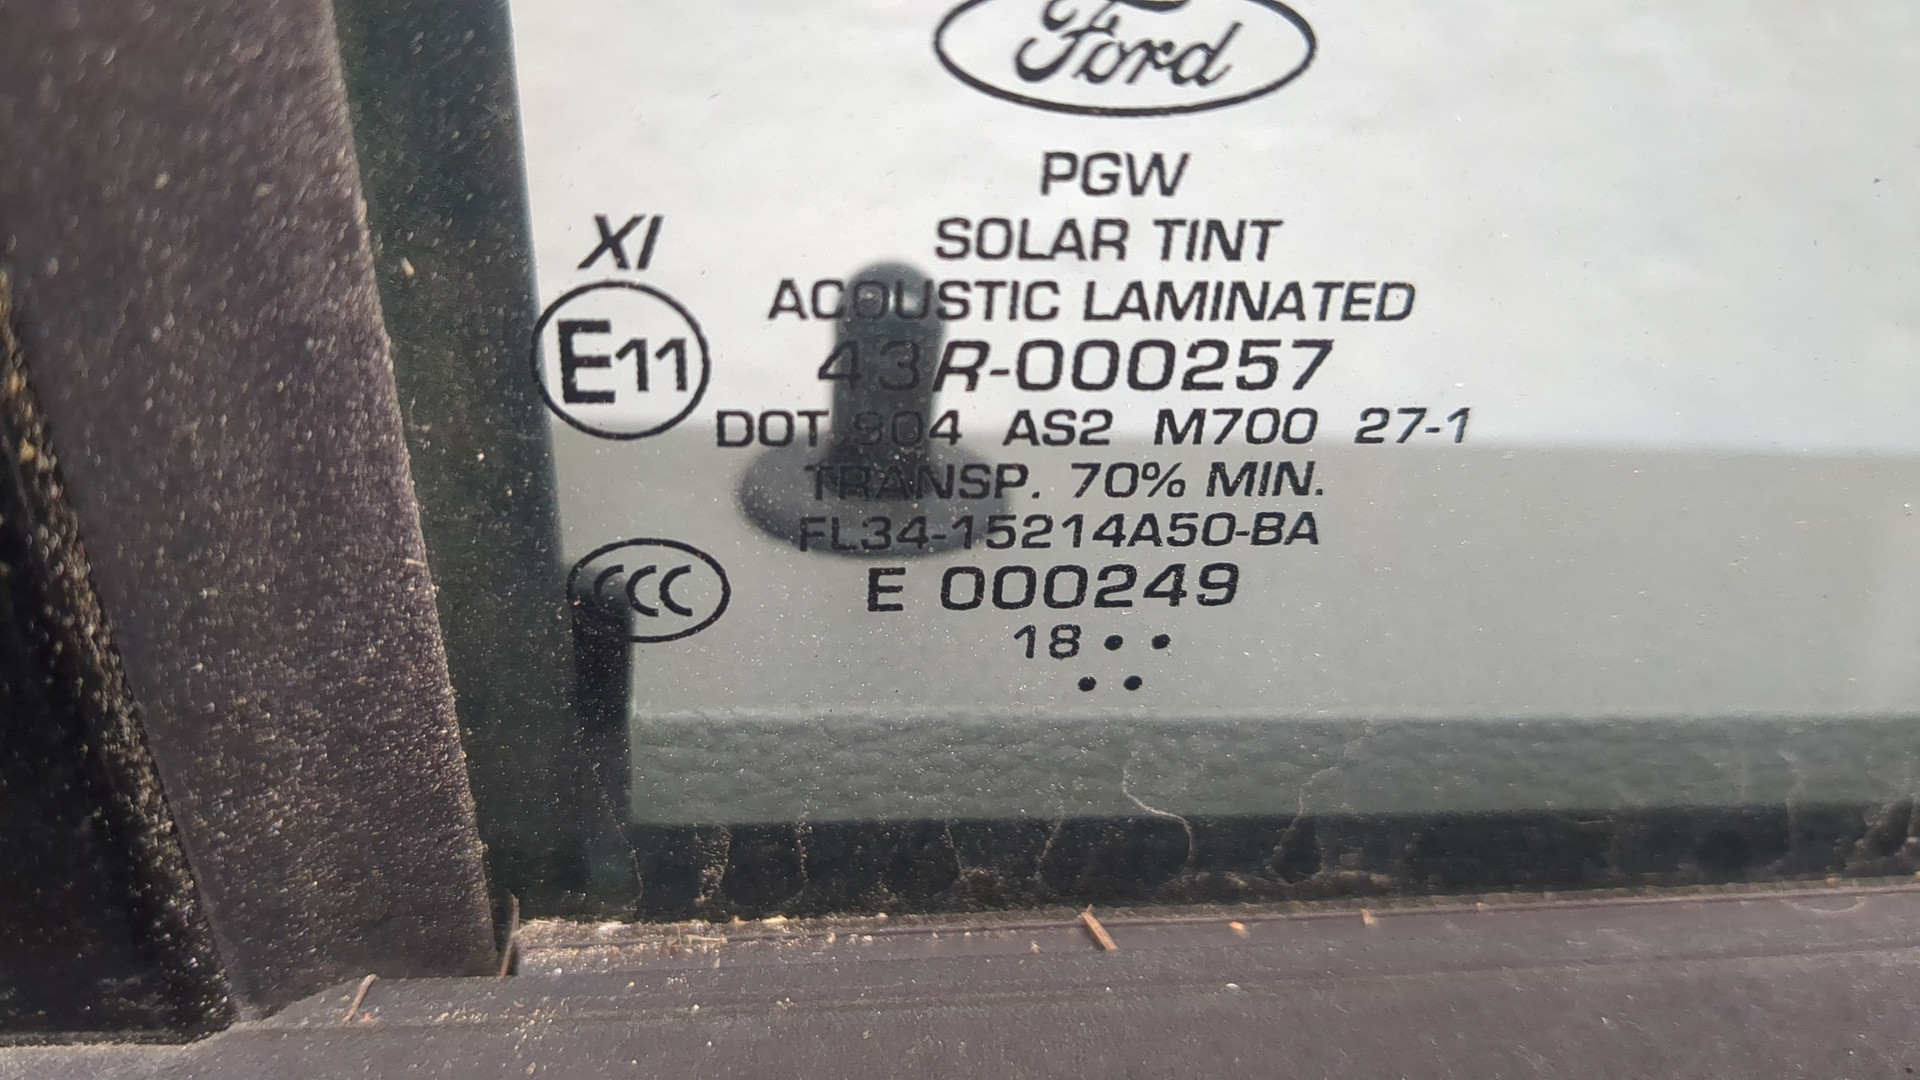 Ford
PGW
SOLAR TINT
ACOUSTIC LAMINATED
XI
E11
43R-000257
DOT 904 AS2 M700 27-1
TRANSP. 70% MIN.
FL34-15214A50-BA
CCC
E 000249
18 • •
• •